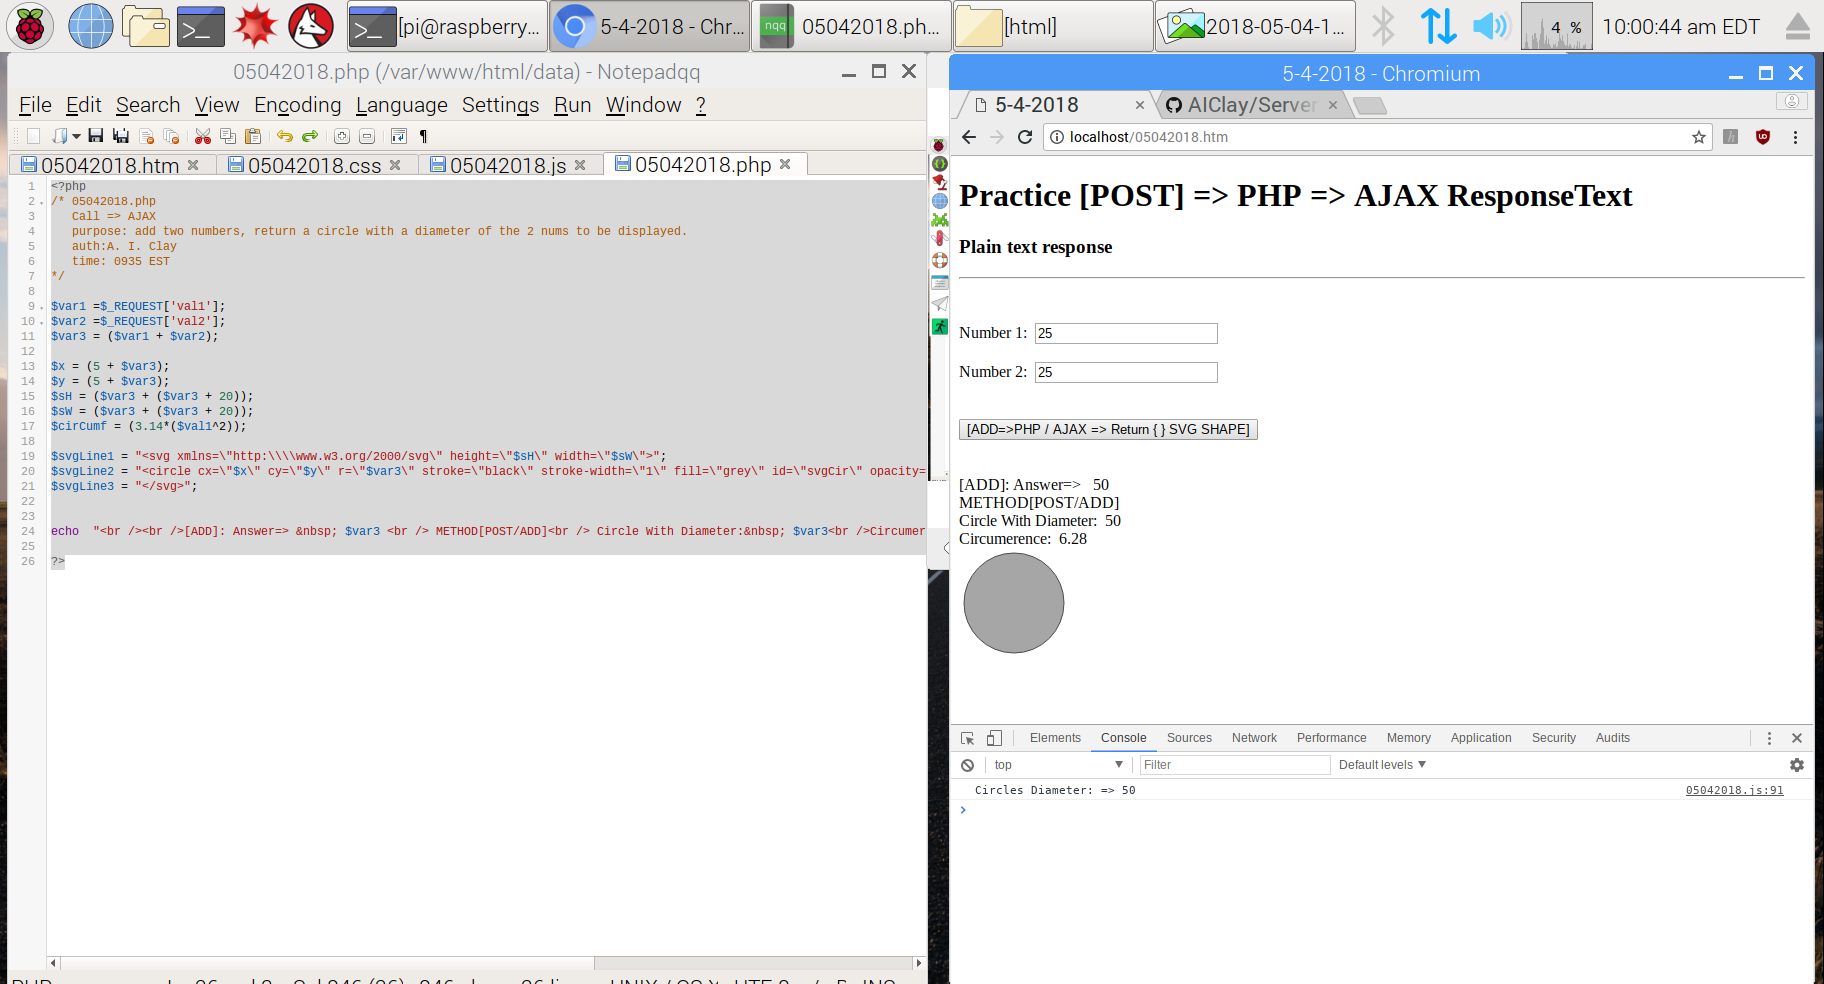 [pi@raspberry...
5-4-2018 - Chr...
nqq
05042018.ph...
[html]
2018-05-04-1...
4 %
10:00:44 am EDT
05042018.php (/var/www/html/data) - Notepadqq
File Edit Search View Encoding Language Settings Run Window ?
05042018.htm
05042018.css
05042018.js
05042018.php
1 <?php
2 /* 05042018.php
3 Call => AJAX
4 purpose: add two numbers, return a circle with a diameter of the 2 nums to be displayed.
5 auth:A. I. Clay
6 time: 0935 EST
7 */
8
9 $var1 =$_REQUEST['val1'];
10 $var2 =$_REQUEST['val2'];
11 $var3 = ($var1 + $var2);
12
13 $x = (5 + $var3);
14 $y = (5 + $var3);
15 $sH = ($var3 + ($var3 + 20));
16 $sW = ($var3 + ($var3 + 20));
17 $cirCumf = (3.14*($val1^2));
18
19 $svgLine1 = "<svg xmlns=\"http:\\\\www.w3.org/2000/svg\" height=\"$sH\" width=\"$sW\">";
20 $svgLine2 = "<circle cx=\"$x\" cy=\"$y\" r=\"$var3\" stroke=\"black\" stroke-width=\"1\" fill=\"grey\" id=\"svgCir\" opacity=
21 $svgLine3 = "</svg>";
22
23
24 echo "<br /><br />[ADD]: Answer=> &nbsp; $var3 <br /> METHOD[POST/ADD]<br /> Circle With Diameter:&nbsp; $var3<br />Circumer
25
26 ?>
5-4-2018 - Chromium
5-4-2018
AIClay/Server
localhost/05042018.htm
Practice [POST] => PHP => AJAX ResponseText
Plain text response
Number 1: 25
Number 2: 25
[ADD=>PHP / AJAX => Return { } SVG SHAPE]
[ADD]: Answer=> 50
METHOD[POST/ADD]
Circle With Diameter: 50
Circumerence: 6.28
Elements Console Sources Network Performance Memory Application Security Audits
top
Filter
Default levels
Circles Diameter: => 50
05042018.js:91